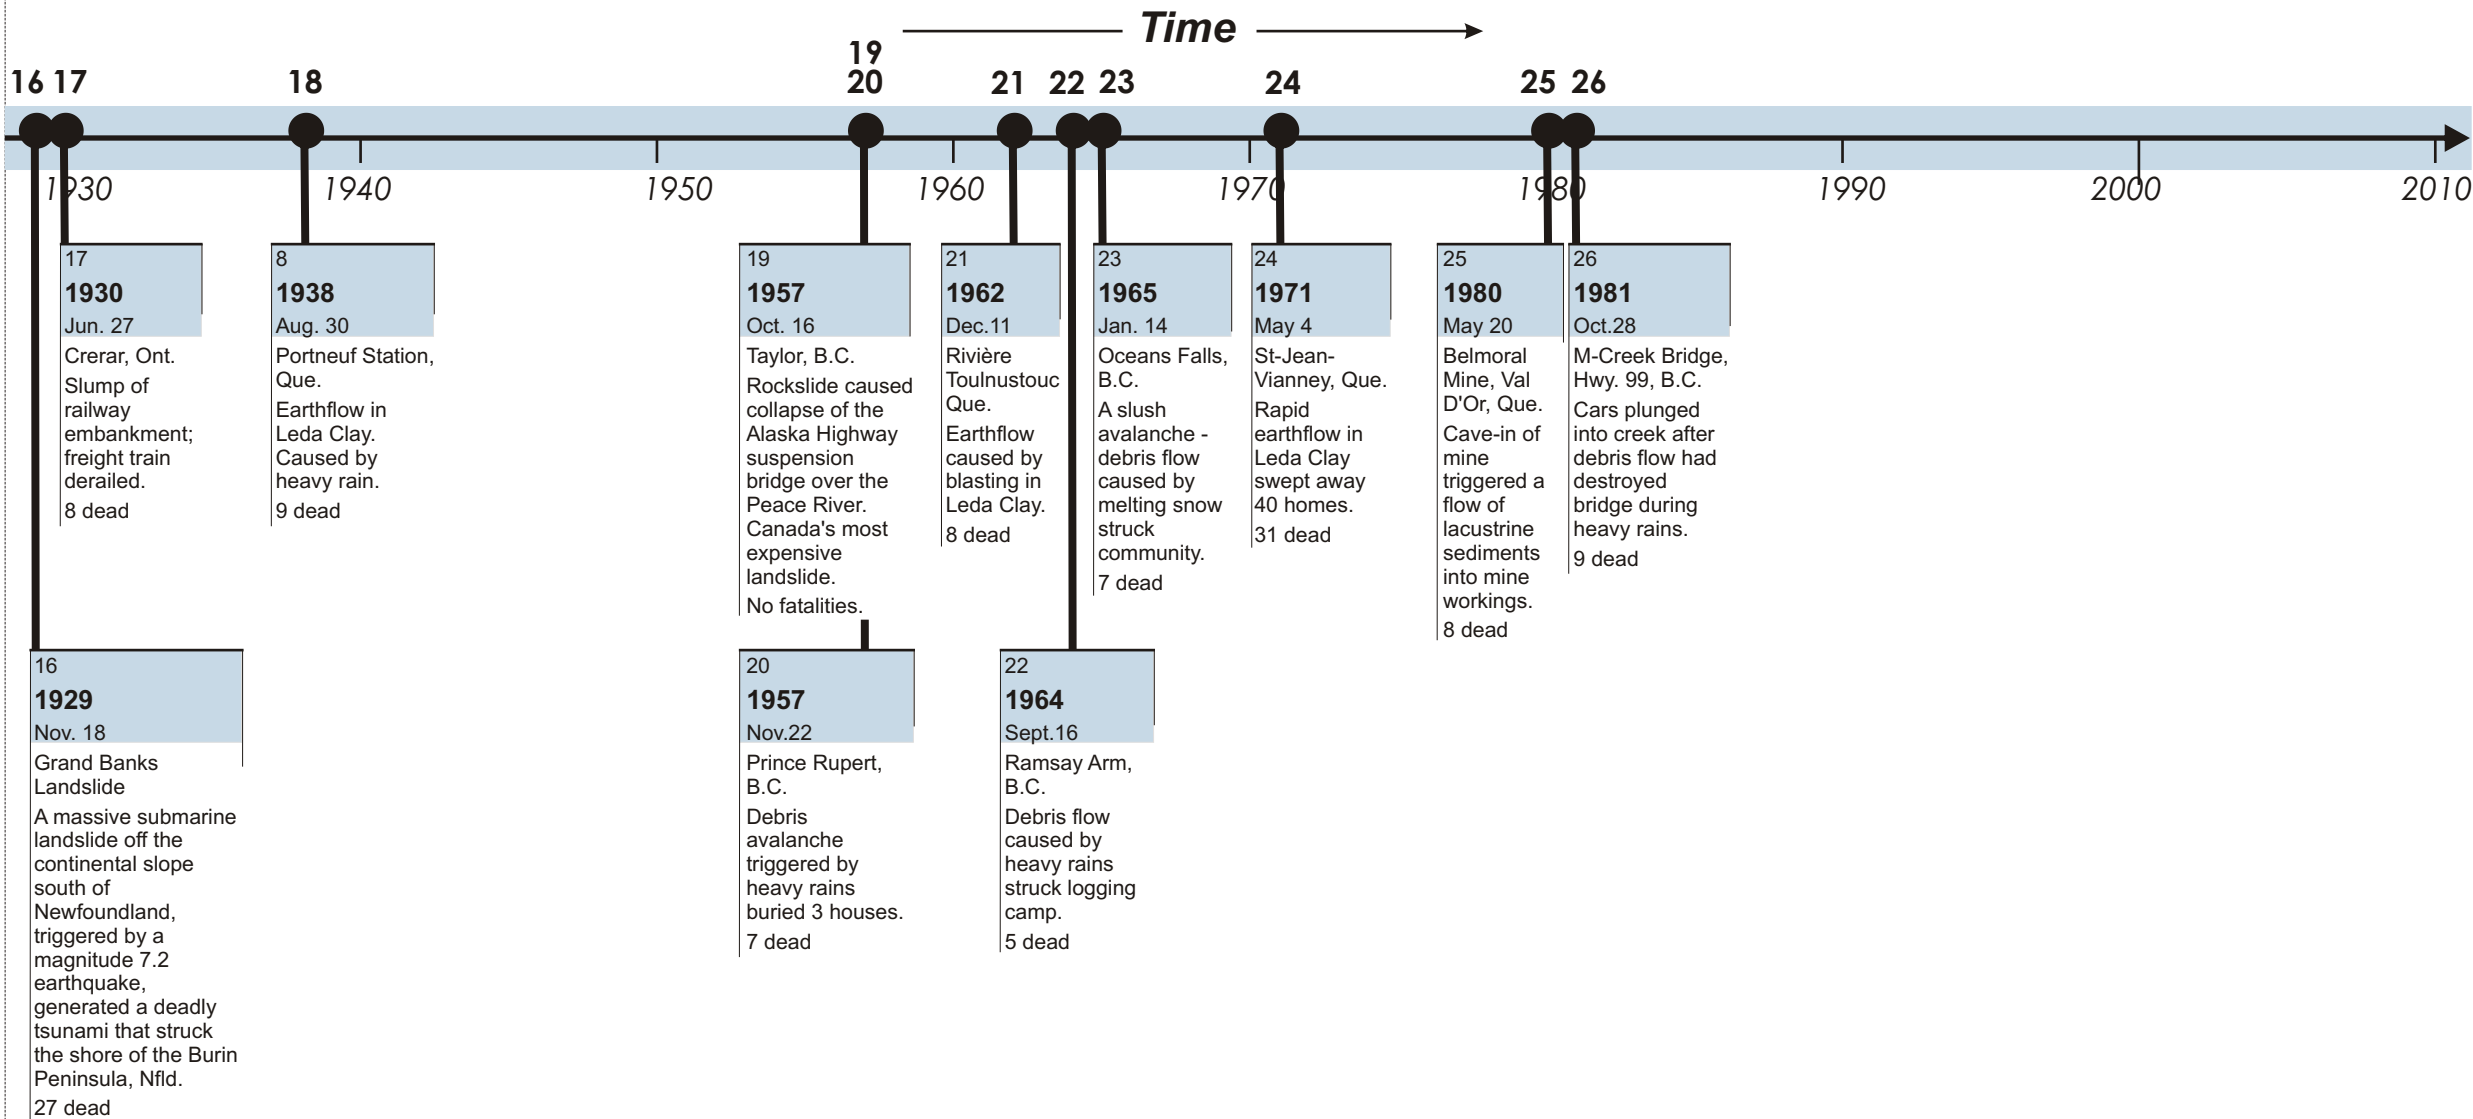 Time
16 17 18 19 20 21 22 23 24 25 26
1930 1940 1950 1960 1970 1980 1990 2000 2010
17
1930
Jun. 27
Crerar, Ont.
Slump of
railway
embankment;
freight train
derailed.
8 dead
8
1938
Aug. 30
Portneuf Station,
Que.
Earthflow in
Leda Clay.
Caused by
heavy rain.
9 dead
19
1957
Oct. 16
Taylor, B.C.
Rockslide caused
collapse of the
Alaska Highway
suspension
bridge over the
Peace River.
Canada's most
expensive
landslide.
No fatalities.
21
1962
Dec.11
Rivière
Toulnustouc
Que.
Earthflow
caused by
blasting in
Leda Clay.
8 dead
23
1965
Jan. 14
Oceans Falls,
B.C.
A slush
avalanche -
debris flow
caused by
melting snow
struck
community.
7 dead
24
1971
May 4
St-Jean-
Vianney, Que.
Rapid
earthflow in
Leda Clay
swept away
40 homes.
31 dead
25
1980
May 20
Belmoral
Mine, Val
D'Or, Que.
Cave-in of
mine
triggered a
flow of
lacustrine
sediments
into mine
workings.
8 dead
26
1981
Oct.28
M-Creek Bridge,
Hwy. 99, B.C.
Cars plunged
into creek after
debris flow had
destroyed
bridge during
heavy rains.
9 dead
16
1929
Nov. 18
Grand Banks
Landslide
A massive submarine
landslide off the
continental slope
south of
Newfoundland,
triggered by a
magnitude 7.2
earthquake,
generated a deadly
tsunami that struck
the shore of the Burin
Peninsula, Nfld.
27 dead
20
1957
Nov.22
Prince Rupert,
B.C.
Debris
avalanche
triggered by
heavy rains
buried 3 houses.
7 dead
22
1964
Sept.16
Ramsay Arm,
B.C.
Debris flow
caused by
heavy rains
struck logging
camp.
5 dead